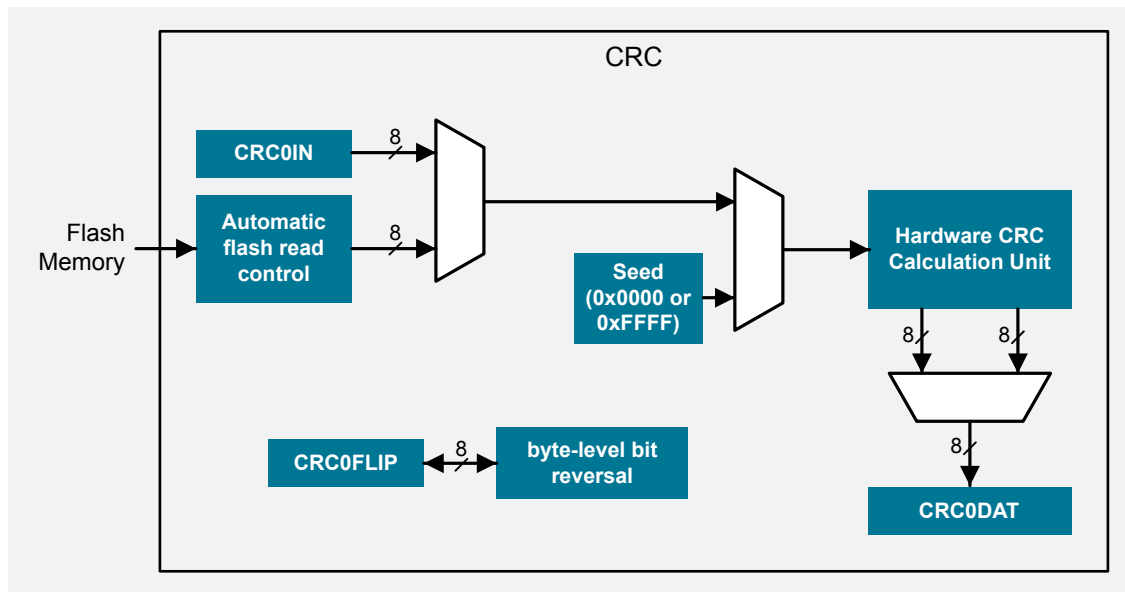 CRC
CRC0IN
8
Flash
Memory
Automatic
flash read
control
8
Seed
(0x0000 or
0xFFFF)
Hardware CRC
Calculation Unit
8
8
8
CRC0DAT
CRC0FLIP
8
byte-level bit
reversal